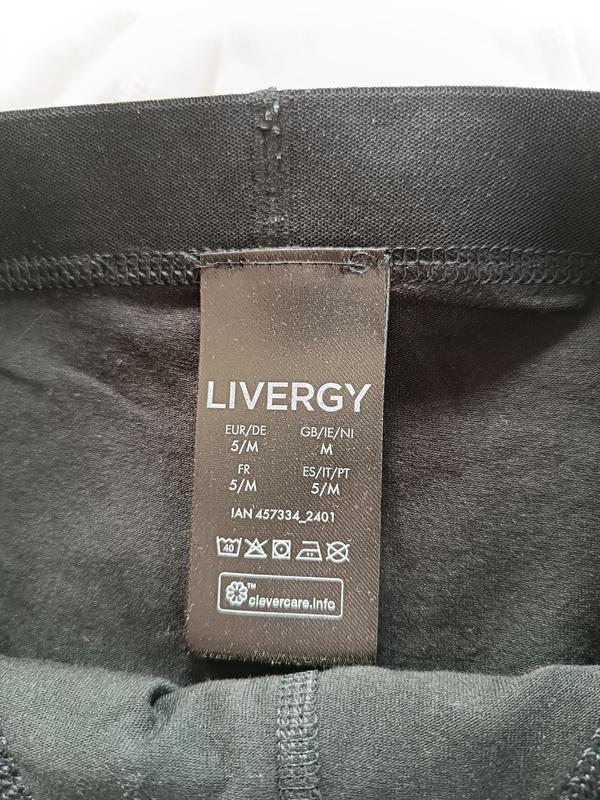 LIVERGY
EUR/DE GB/IE/NI
5/M M
FR ES/IT/PT
5/M 5/M
IAN 457334_2401
40
™ clevercare.info